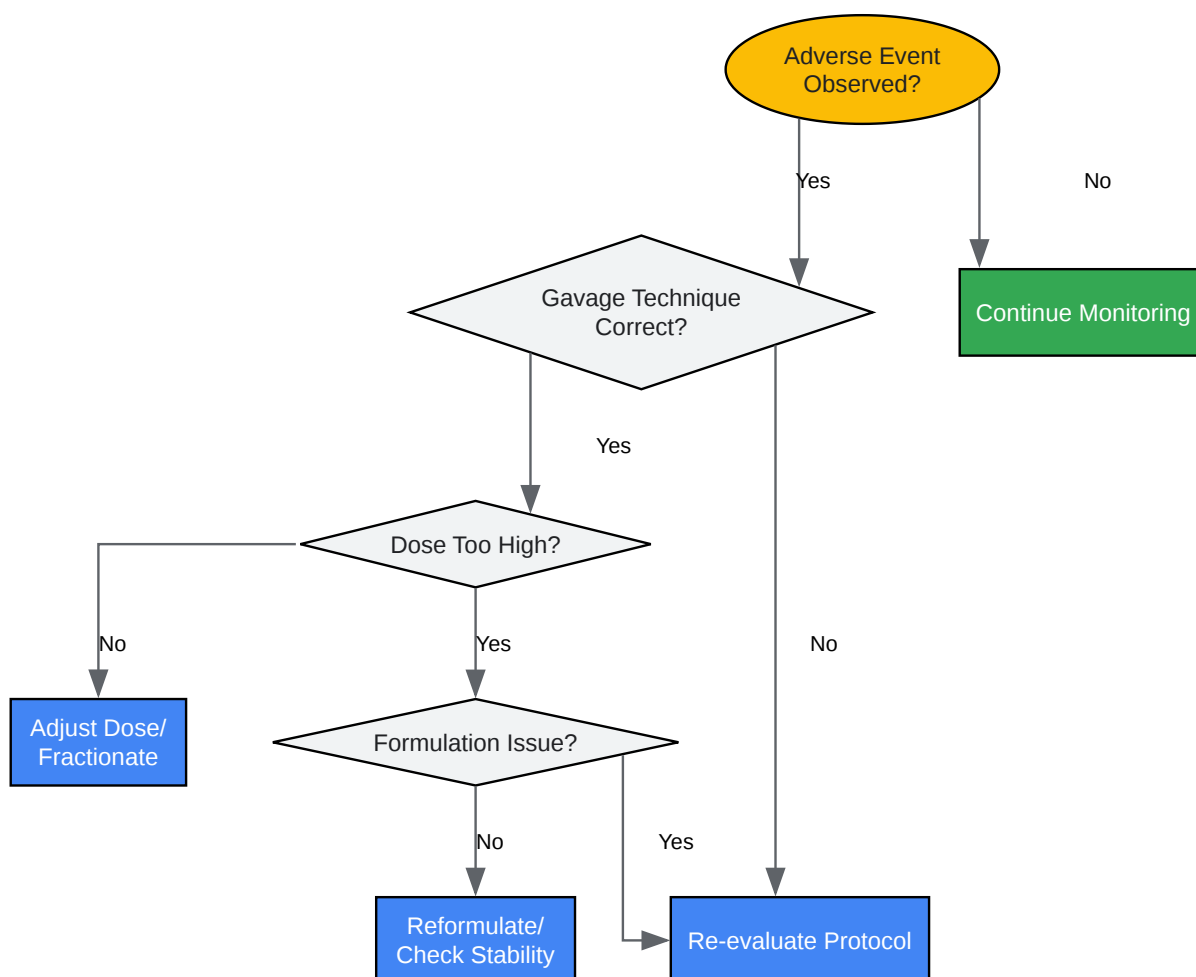 Adverse Event
Observed?
Yes
No
Gavage Technique
Correct?
Continue Monitoring
Yes
Dose Too High?
No
Yes
No
Adjust Dose/
Fractionate
Formulation Issue?
No
Yes
Reformulate/
Check Stability
Re-evaluate Protocol